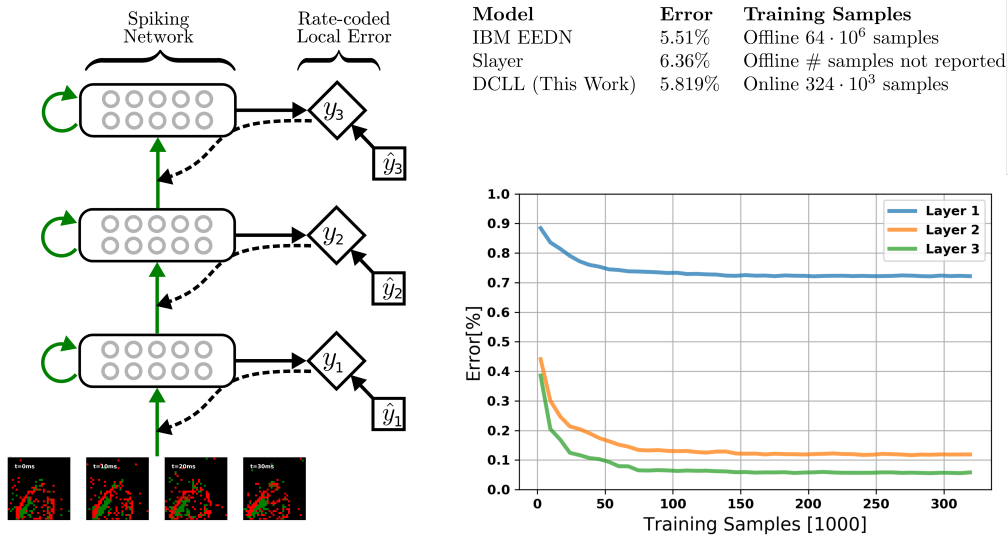 Spiking
Network
Rate-coded
Local Error
y₃
ŷ₃
y₂
ŷ₂
y₁
ŷ₁
t=0ms
t=10ms
t=20ms
t=30ms
Model Error Training Samples
IBM EEDN 5.51% Offline 64 · 10⁶ samples
Slayer 6.36% Offline # samples not reported
DCLL (This Work) 5.819% Online 324 · 10³ samples
1.0
0.9
0.8
0.7
0.6
0.5
0.4
0.3
0.2
0.1
0.0
Error[%]
Layer 1
Layer 2
Layer 3
0 50 100 150 200 250 300
Training Samples [1000]